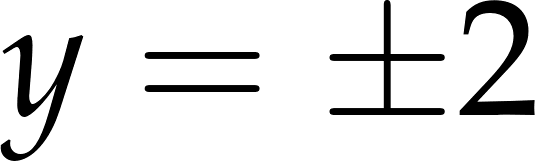 y = ±2